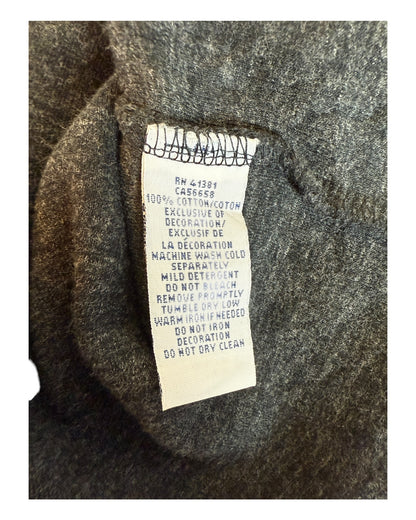 RN 41381
CA56658
100% COTTON/COTON
EXCLUSIVE OF
DECORATION/
EXCLUSIF DE
LA DÉCORATION
MACHINE WASH COLD
SEPARATELY
MILD DETERGENT
DO NOT BLEACH
REMOVE PROMPTLY
TUMBLE DRY LOW
WARM IRON IF NEEDED
DO NOT IRON
DECORATION
DO NOT DRY CLEAN